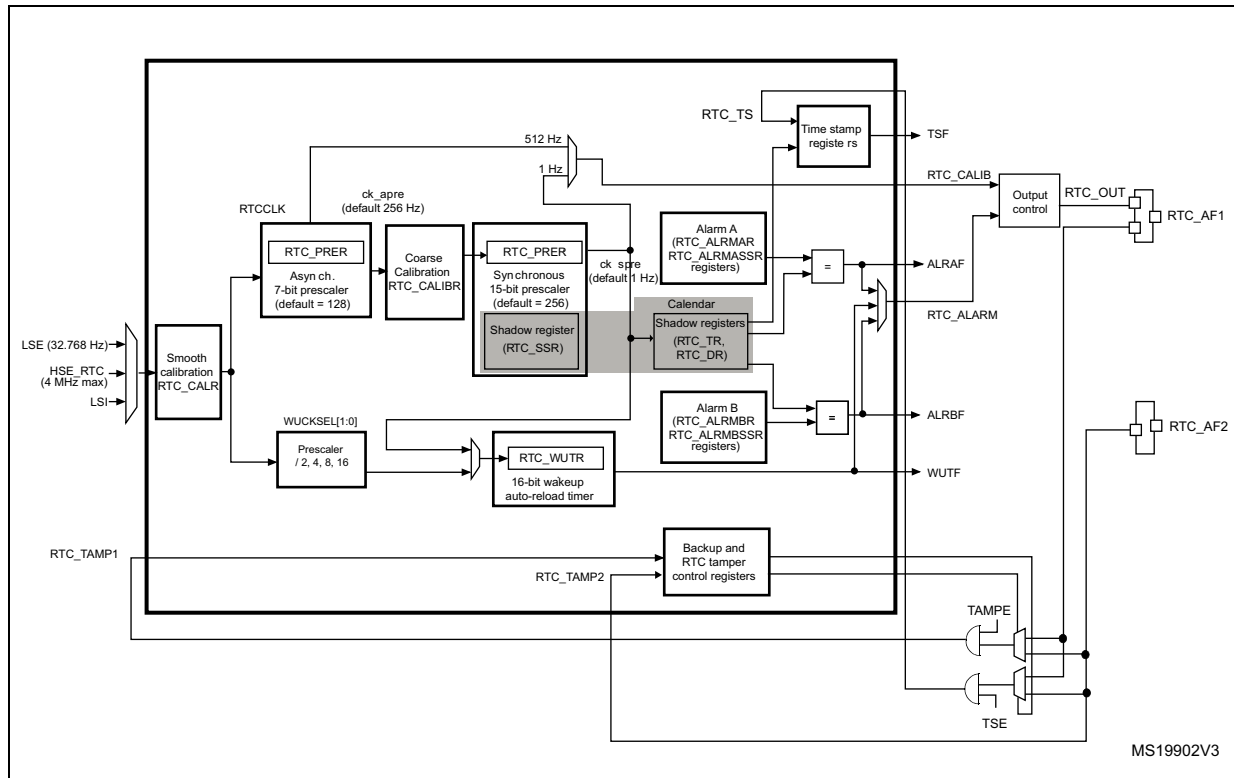 RTC_TS
Time stamp
registe rs
TSF
512 Hz
1 Hz
RTC_CALIB
Output
control
RTC_OUT
RTC_AF1
RTCCLK
ck_apre
(default 256 Hz)
RTC_PRER
Asyn ch.
7-bit prescaler
(default = 128)
Coarse
Calibration
RTC_CALIBR
RTC_PRER
Syn chronous
15-bit prescaler
(default = 256)
ck_spre
(default 1 Hz)
Alarm A
(RTC_ALRMAR
RTC_ALRMASSR
registers)
=
ALRAF
Calendar
Shadow register
(RTC_SSR)
Shadow registers
(RTC_TR,
RTC_DR)
RTC_ALARM
LSE (32.768 Hz)
HSE_RTC
(4 MHz max)
LSI
Smooth
calibration
RTC_CALR
Alarm B
(RTC_ALRMBR
RTC_ALRMBSSR
registers)
=
ALRBF
RTC_AF2
WUCKSEL[1:0]
Prescaler
/ 2, 4, 8, 16
RTC_WUTR
16-bit wakeup
auto-reload timer
WUTF
RTC_TAMP1
RTC_TAMP2
Backup and
RTC tamper
control registers
TAMPE
TSE
MS19902V3